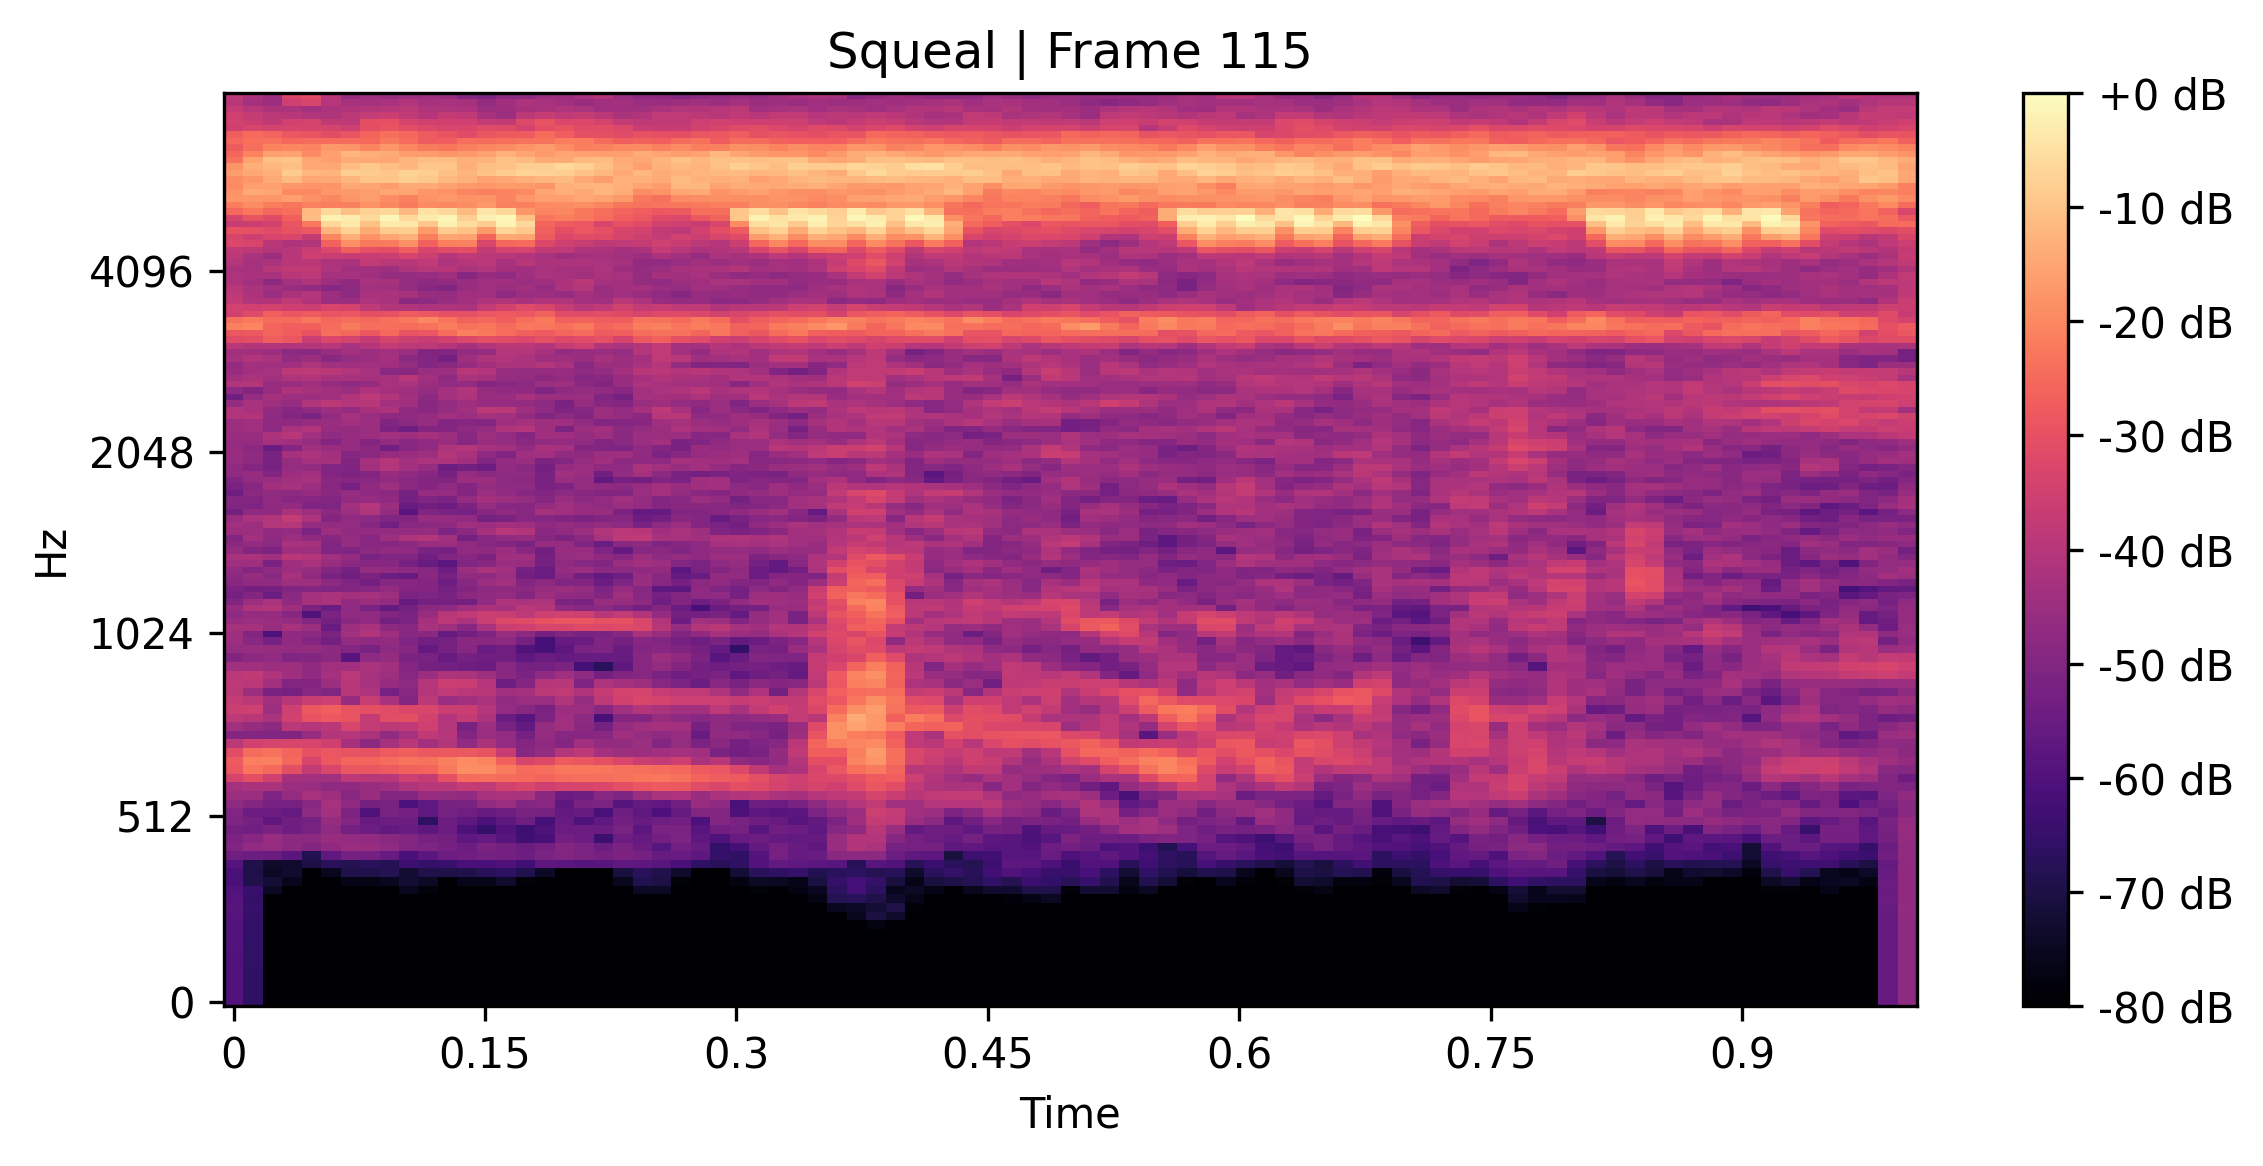 Squeal | Frame 115
+0 dB
-10 dB
-20 dB
-30 dB
-40 dB
-50 dB
-60 dB
-70 dB
-80 dB
Hz
4096
2048
1024
512
0
0 0.15 0.3 0.45 0.6 0.75 0.9
Time